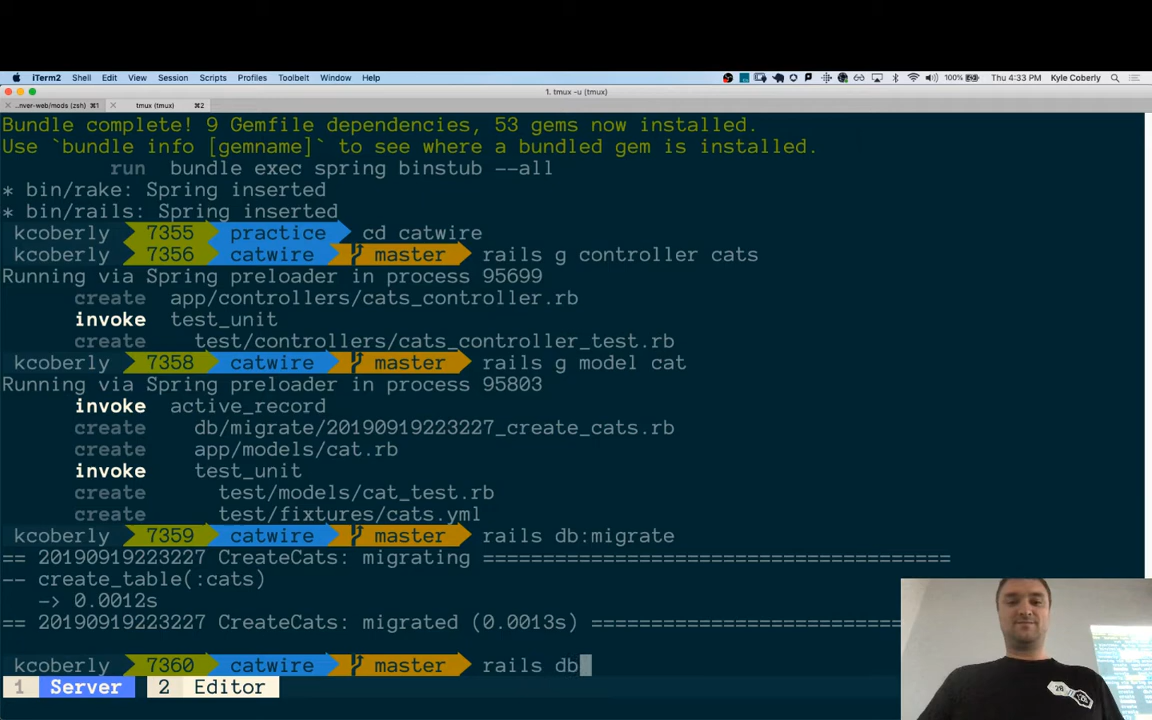 iTerm2 Shell Edit View Session Scripts Profiles Toolbelt Window Help 100% Thu 4:33 PM Kyle Coberly
1. tmux -u (tmux)
..nver-web/mods (zsh) ⌘1 tmux (tmux) ⌘2
Bundle complete! 9 Gemfile dependencies, 53 gems now installed.
Use `bundle info [gemname]` to see where a bundled gem is installed.
run bundle exec spring binstub --all
* bin/rake: Spring inserted
* bin/rails: Spring inserted
kcoberly 7355 practice cd catwire
kcoberly 7356 catwire master rails g controller cats
Running via Spring preloader in process 95699
create app/controllers/cats_controller.rb
invoke test_unit
create test/controllers/cats_controller_test.rb
kcoberly 7358 catwire master rails g model cat
Running via Spring preloader in process 95803
invoke active_record
create db/migrate/20190919223227_create_cats.rb
create app/models/cat.rb
invoke test_unit
create test/models/cat_test.rb
create test/fixtures/cats.yml
kcoberly 7359 catwire master rails db:migrate
== 20190919223227 CreateCats: migrating =======================================
-- create_table(:cats)
-> 0.0012s
== 20190919223227 CreateCats: migrated (0.0013s) ==========================
kcoberly 7360 catwire master rails db
1 Server 2 Editor